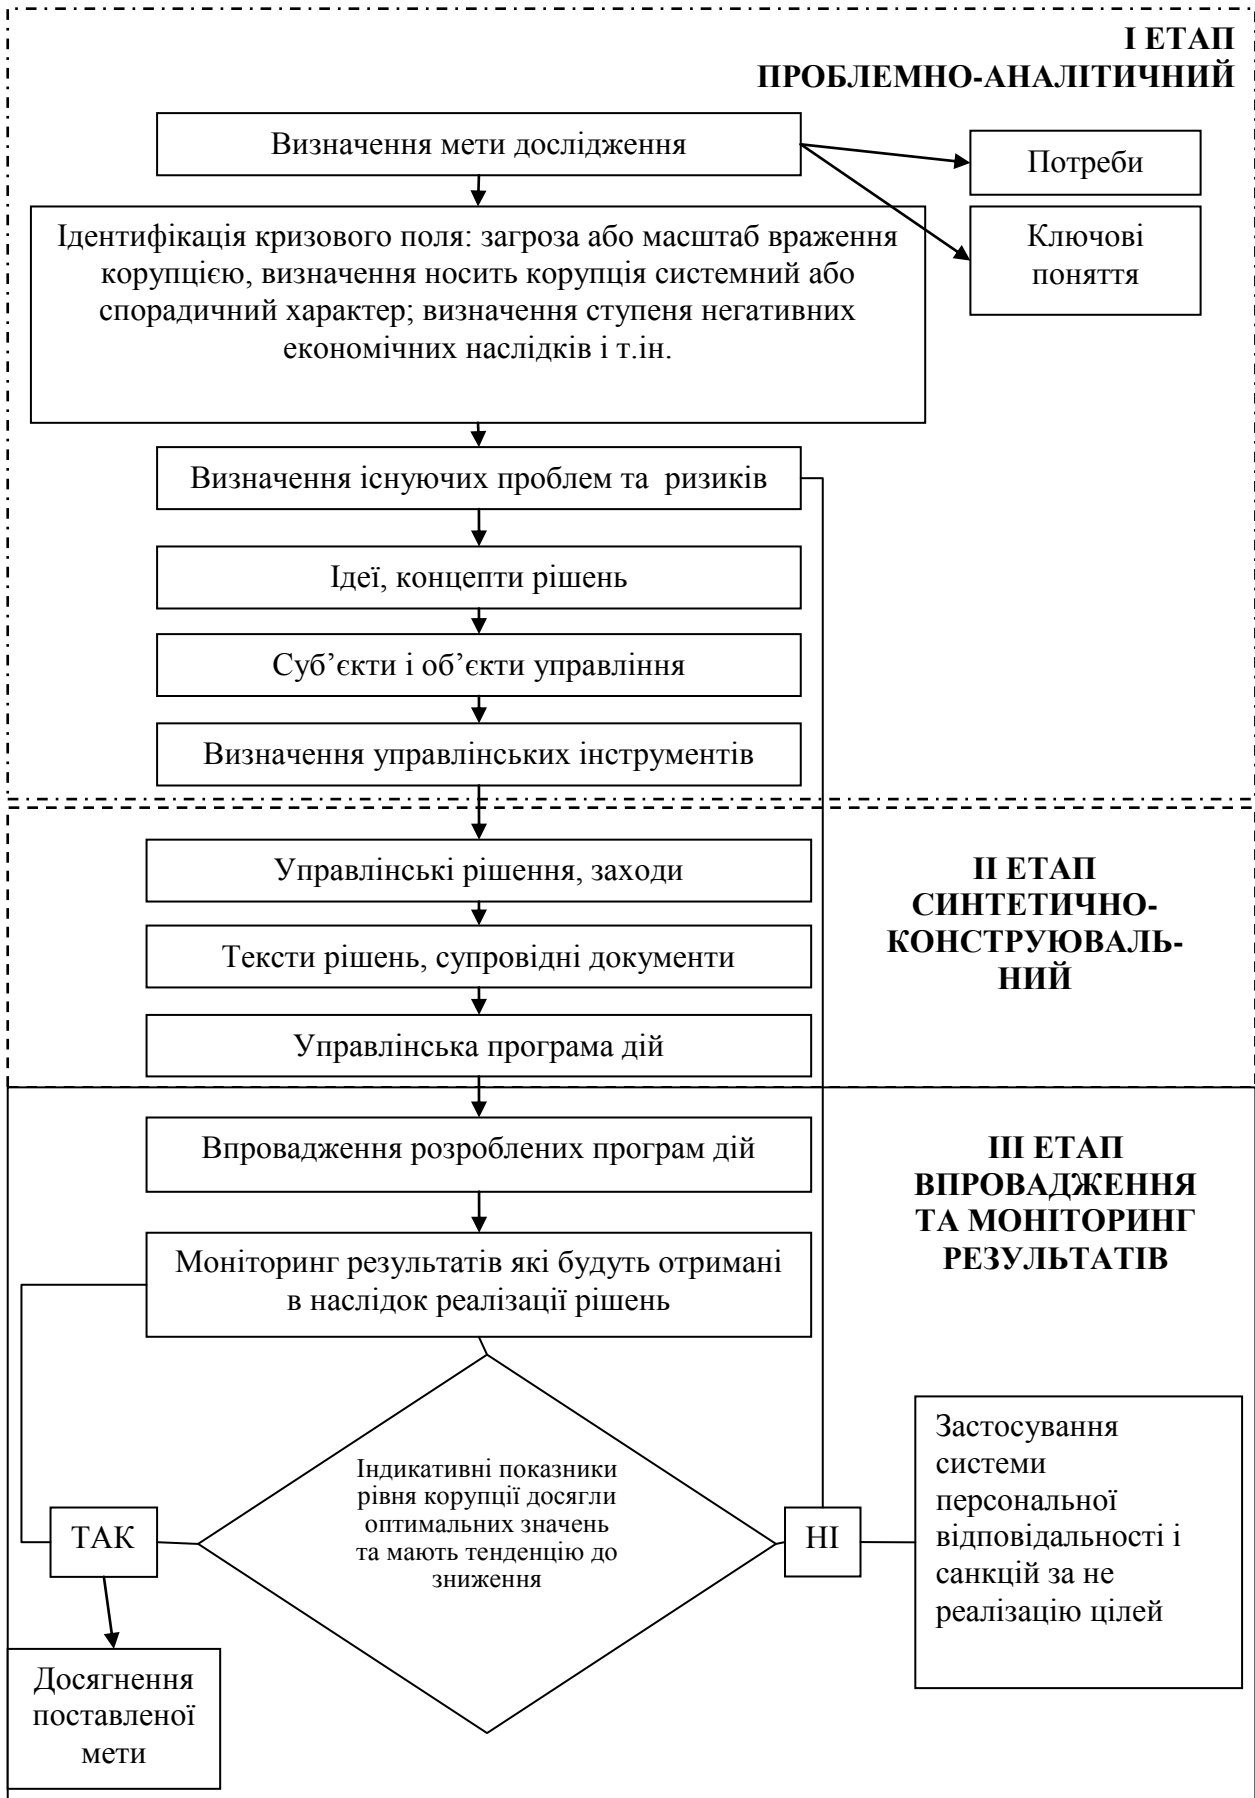 І ЕТАП
ПРОБЛЕМНО-АНАЛІТИЧНИЙ
Визначення мети дослідження
Потреби
Ключові
поняття
Ідентифікація кризового поля: загроза або масштаб враження
корупцією, визначення носить корупція системний або
спорадичний характер; визначення ступеня негативних
економічних наслідків і т.ін.
Визначення існуючих проблем та  ризиків
Ідеї, концепти рішень
Суб’єкти і об’єкти управління
Визначення управлінських інструментів
Управлінські рішення, заходи
Тексти рішень, супровідні документи
Управлінська програма дій
ІІ ЕТАП
СИНТЕТИЧНО-
КОНСТРУЮВАЛЬ-
НИЙ
Впровадження розроблених програм дій
Моніторинг результатів які будуть отримані
в наслідок реалізації рішень
ІІІ ЕТАП
ВПРОВАДЖЕННЯ
ТА МОНІТОРИНГ
РЕЗУЛЬТАТІВ
Індикативні показники
рівня корупції досягли
оптимальних значень
та мають тенденцію до
зниження
ТАК
НІ
Застосування
системи
персональної
відповідальності і
санкцій за не
реалізацію цілей
Досягнення
поставленої
мети